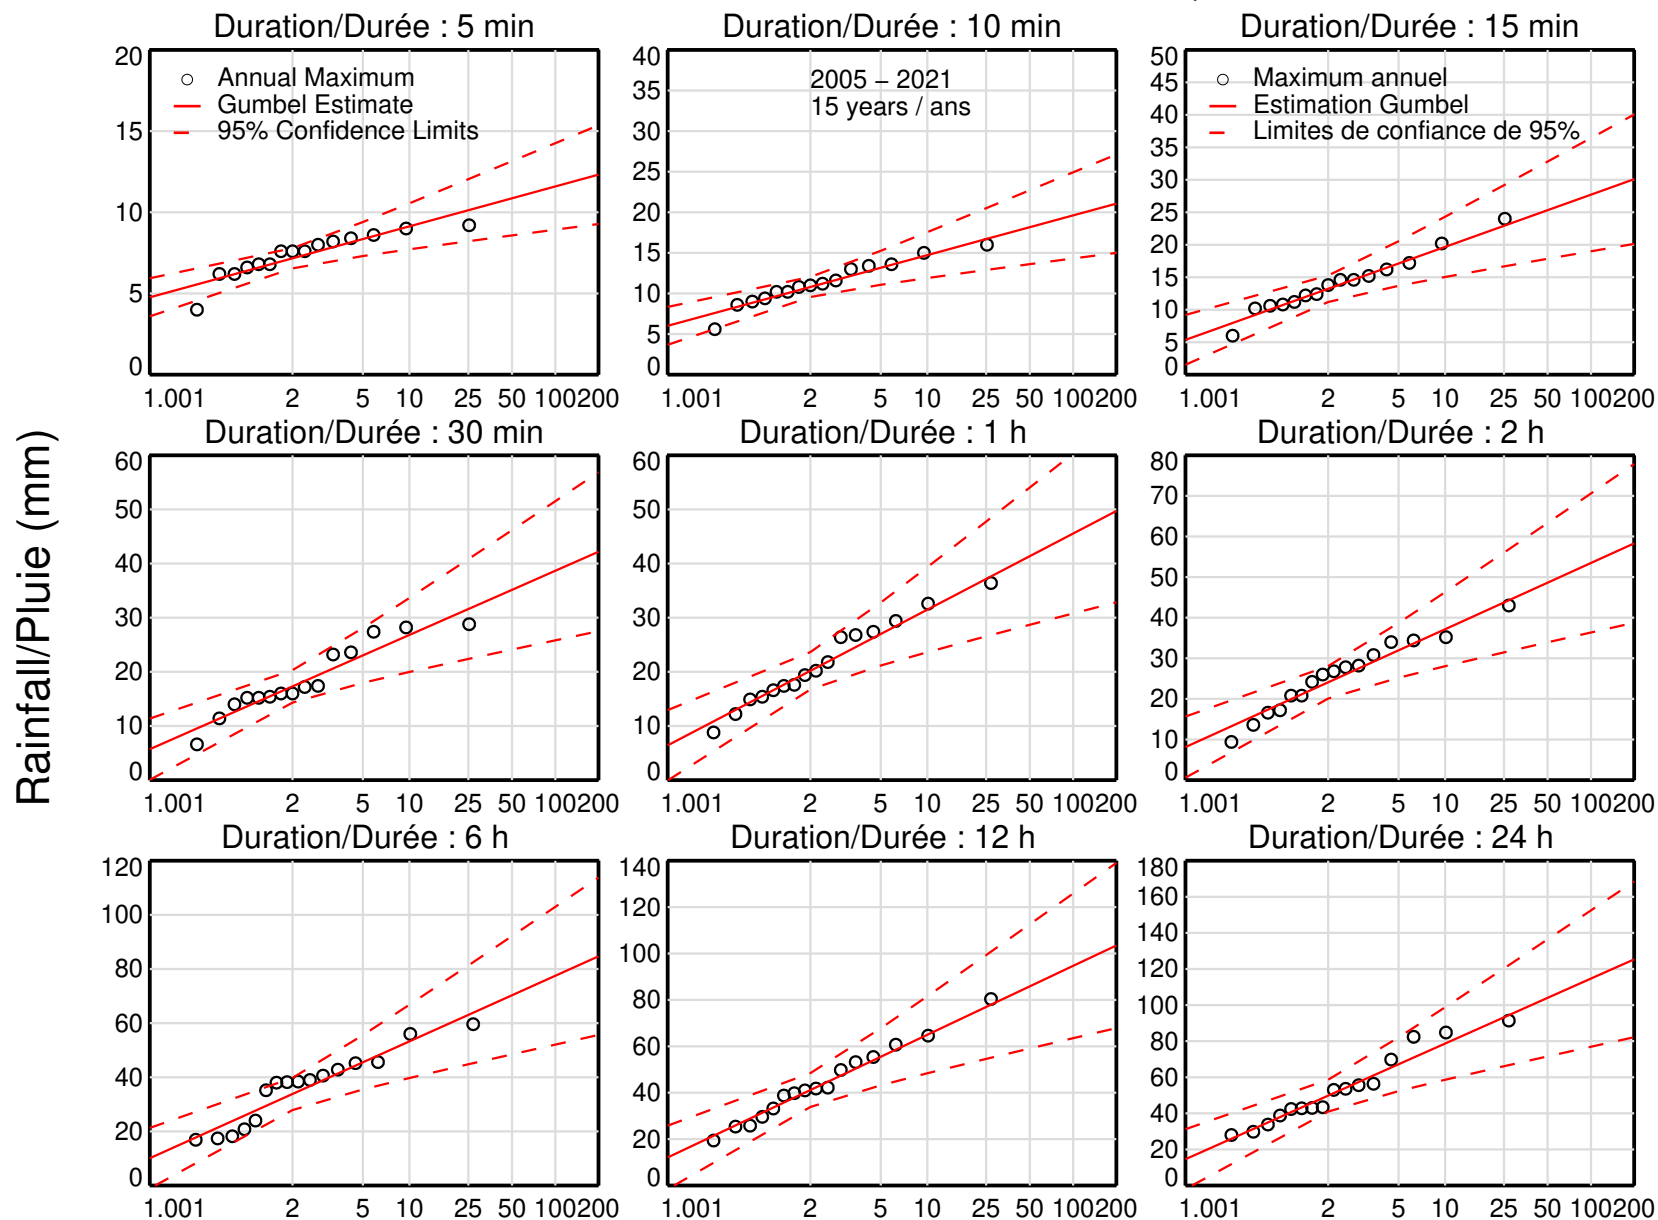 Duration/Durée : 5 min
20
15
10
5
0
Annual Maximum
Gumbel Estimate
95% Confidence Limits
1.001 2 5 10 25 50 100200
Duration/Durée : 10 min
40
35
30
25
20
15
10
5
0
2005 – 2021
15 years / ans
1.001 2 5 10 25 50 100200
Duration/Durée : 15 min
50
45
40
35
30
25
20
15
10
5
0
Maximum annuel
Estimation Gumbel
Limites de confiance de 95%
1.001 2 5 10 25 50 100200
Rainfall/Pluie (mm)
Duration/Durée : 30 min
60
50
40
30
20
10
0
1.001 2 5 10 25 50 100200
Duration/Durée : 1 h
60
50
40
30
20
10
0
1.001 2 5 10 25 50 100200
Duration/Durée : 2 h
80
70
60
50
40
30
20
10
0
1.001 2 5 10 25 50 100200
Duration/Durée : 6 h
120
100
80
60
40
20
0
1.001 2 5 10 25 50 100200
Duration/Durée : 12 h
140
120
100
80
60
40
20
0
1.001 2 5 10 25 50 100200
Duration/Durée : 24 h
180
160
140
120
100
80
60
40
20
0
1.001 2 5 10 25 50 100200